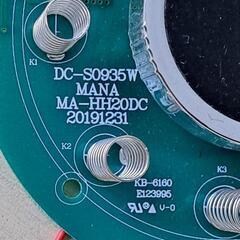 K1
DC-S0935W
MANA
MA-HH20DC
20191231
K2
KB-6160
E123995
V-0
K3